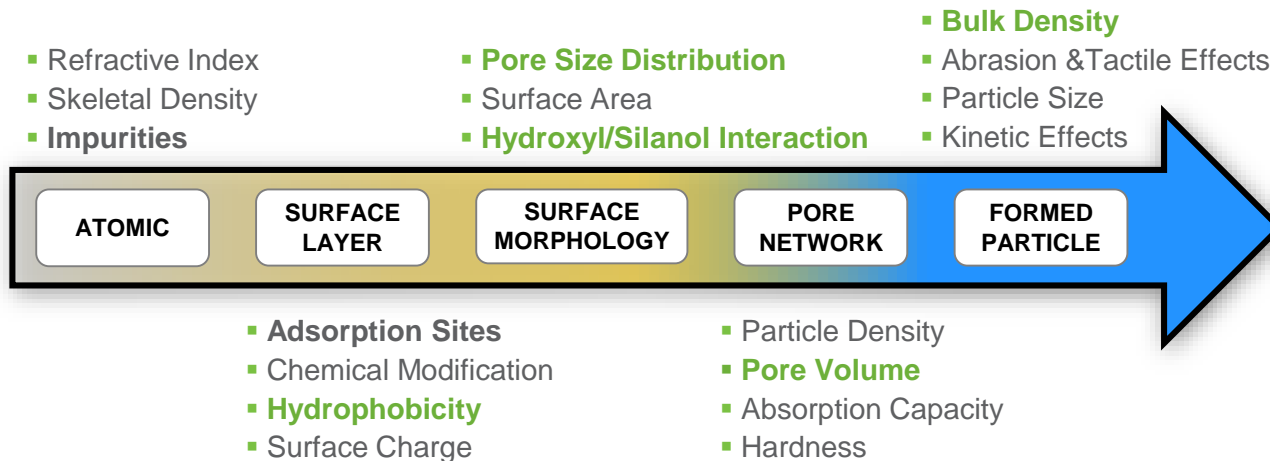 ▪ Refractive Index
▪ Skeletal Density
▪ Impurities
▪ Pore Size Distribution
▪ Surface Area
▪ Hydroxyl/Silanol Interaction
▪ Bulk Density
▪ Abrasion &Tactile Effects
▪ Particle Size
▪ Kinetic Effects
ATOMIC
SURFACE
LAYER
SURFACE
MORPHOLOGY
PORE
NETWORK
FORMED
PARTICLE
▪ Adsorption Sites
▪ Chemical Modification
▪ Hydrophobicity
▪ Surface Charge
▪ Particle Density
▪ Pore Volume
▪ Absorption Capacity
▪ Hardness